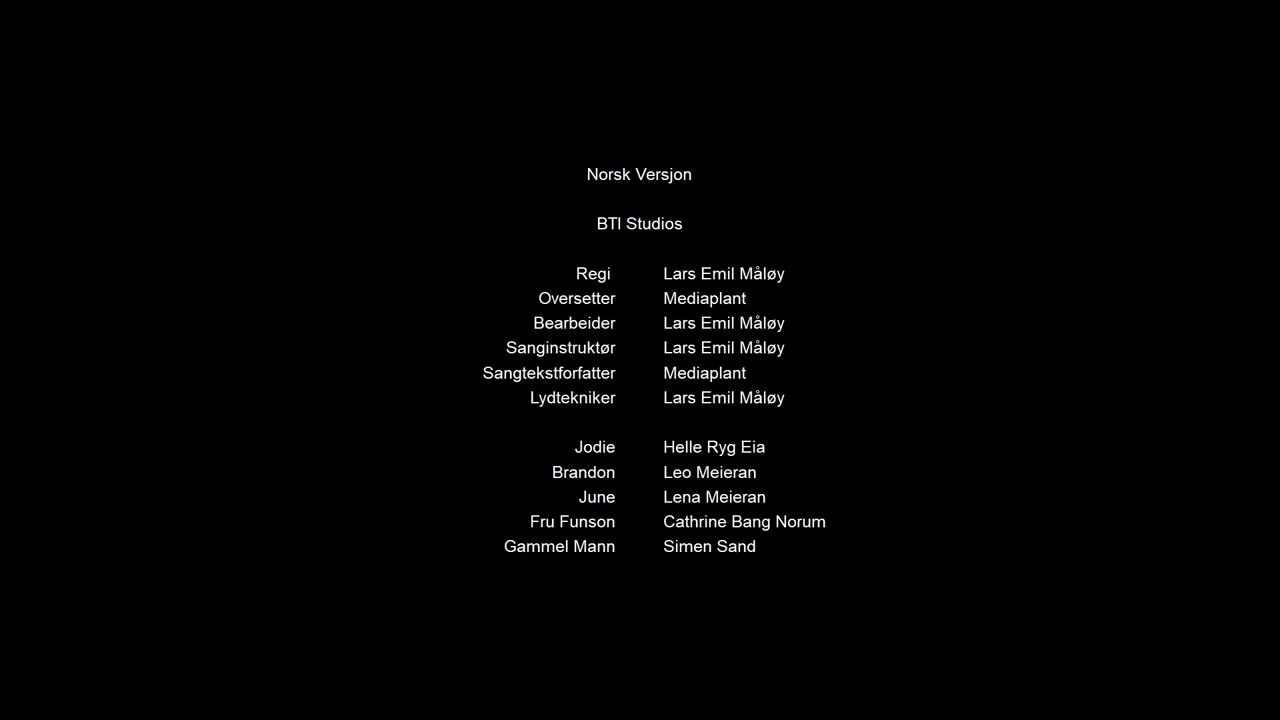 Norsk Versjon
BTI Studios
Regi Lars Emil Måløy
Oversetter Mediaplant
Bearbeider Lars Emil Måløy
Sanginstruktør Lars Emil Måløy
Sangtekstforfatter Mediaplant
Lydtekniker Lars Emil Måløy
Jodie Helle Ryg Eia
Brandon Leo Meieran
June Lena Meieran
Fru Funson Cathrine Bang Norum
Gammel Mann Simen Sand